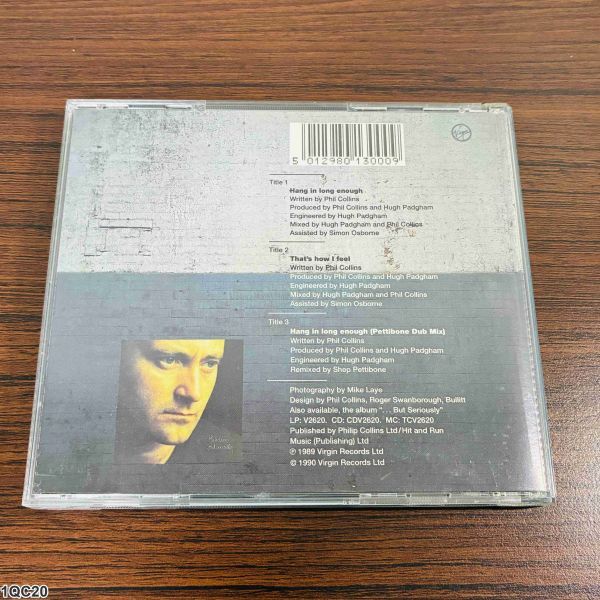 5 012980 130009
Virgin
Title 1
Hang in long enough
Written by Phil Collins
Produced by Phil Collins and Hugh Padgham
Engineered by Hugh Padgham
Mixed by Hugh Padgham and Phil Collins
Assisted by Simon Osborne
Title 2
That's how I feel
Written by Phil Collins
Produced by Phil Collins and Hugh Padgham
Engineered by Hugh Padgham
Mixed by Hugh Padgham and Phil Collins
Assisted by Simon Osborne
Title 3
Hang in long enough (Pettibone Dub Mix)
Written by Phil Collins
Produced by Phil Collins and Hugh Padgham
Engineered by Hugh Padgham
Remixed by Shep Pettibone
Photography by Mike Laye
Design by Phil Collins, Roger Swanborough, Bullitt
Also available, the album "... But Seriously"
LP: V2620. CD: CDV2620. MC: TCV2620
Published by Philip Collins Ltd/Hit and Run
Music (Publishing) Ltd
℗ 1989 Virgin Records Ltd
© 1990 Virgin Records Ltd
1QC20